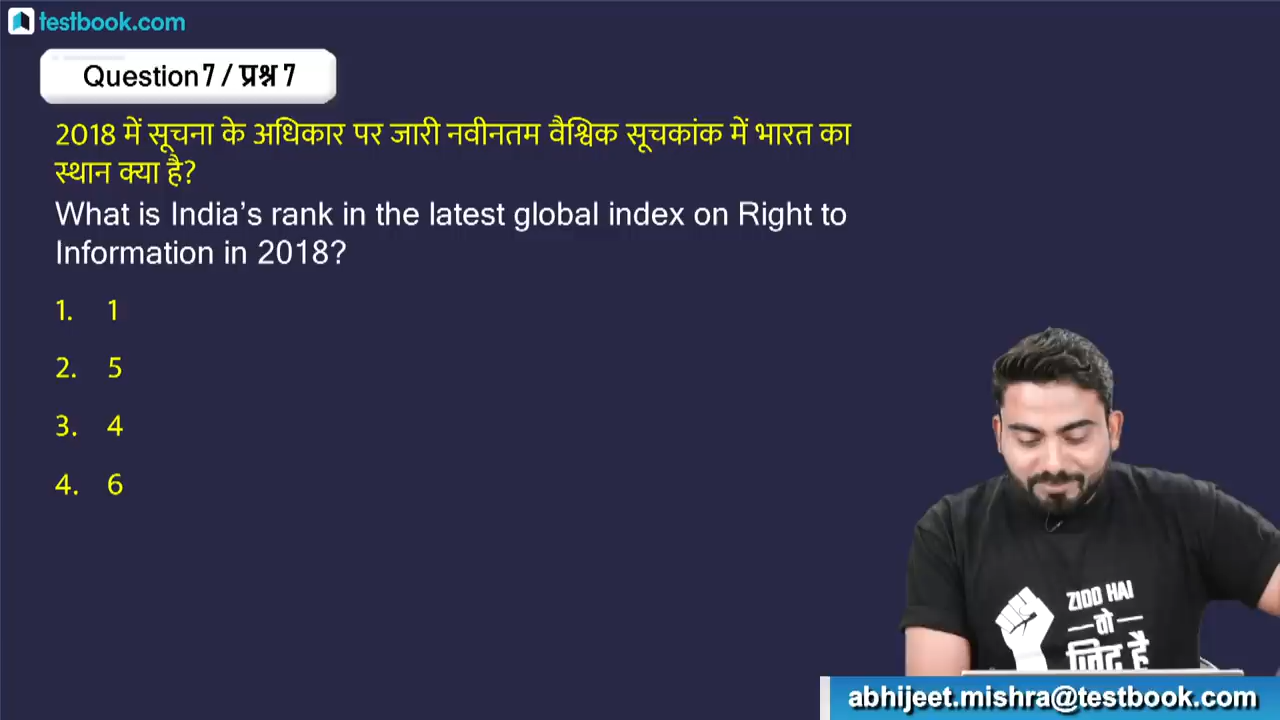 testbook.com
Question 7 / प्रश्न 7
2018 में सूचना के अधिकार पर जारी नवीनतम वैश्विक सूचकांक में भारत का
स्थान क्या है?
What is India’s rank in the latest global index on Right to
Information in 2018?
1. 1
2. 5
3. 4
4. 6
ZIDD HAI
वो
ज़िद है
abhijeet.mishra@testbook.com